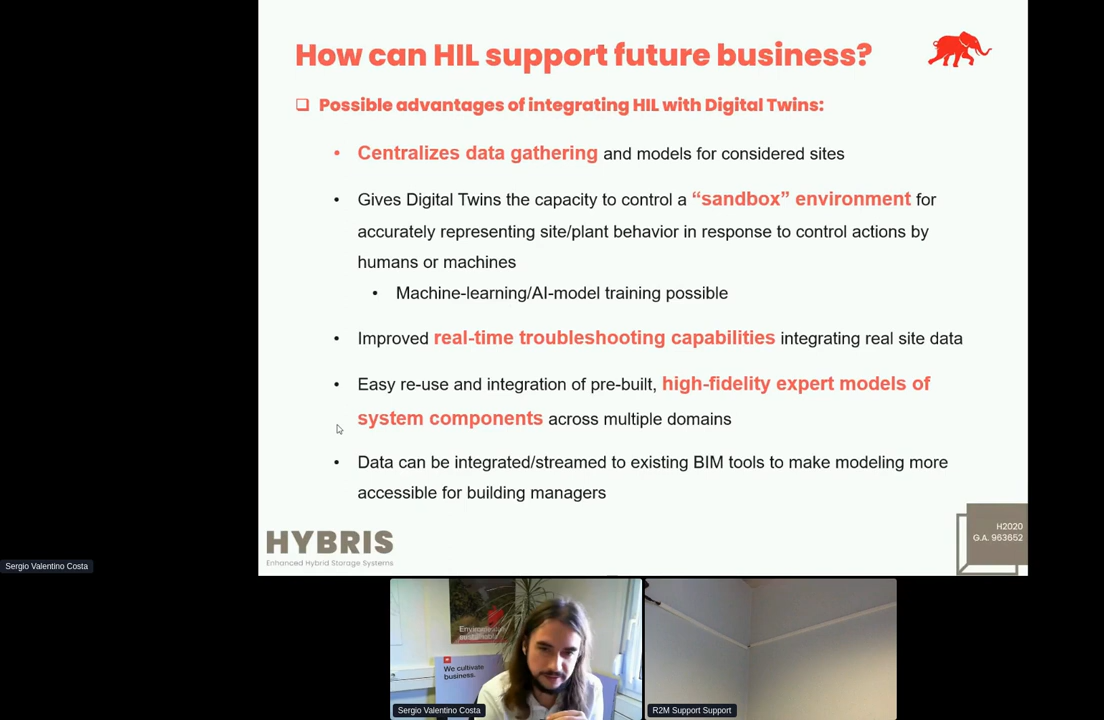 How can HIL support future business?
❑ Possible advantages of integrating HIL with Digital Twins:
• Centralizes data gathering and models for considered sites
• Gives Digital Twins the capacity to control a “sandbox” environment for
accurately representing site/plant behavior in response to control actions by
humans or machines
• Machine-learning/AI-model training possible
• Improved real-time troubleshooting capabilities integrating real site data
• Easy re-use and integration of pre-built, high-fidelity expert models of
system components across multiple domains
• Data can be integrated/streamed to existing BIM tools to make modeling more
accessible for building managers
HYBRIS
Enhanced Hybrid Storage Systems
H2020
G.A. 963652
Sergio Valentino Costa
We cultivate
business.
Sergio Valentino Costa
R2M Support Support